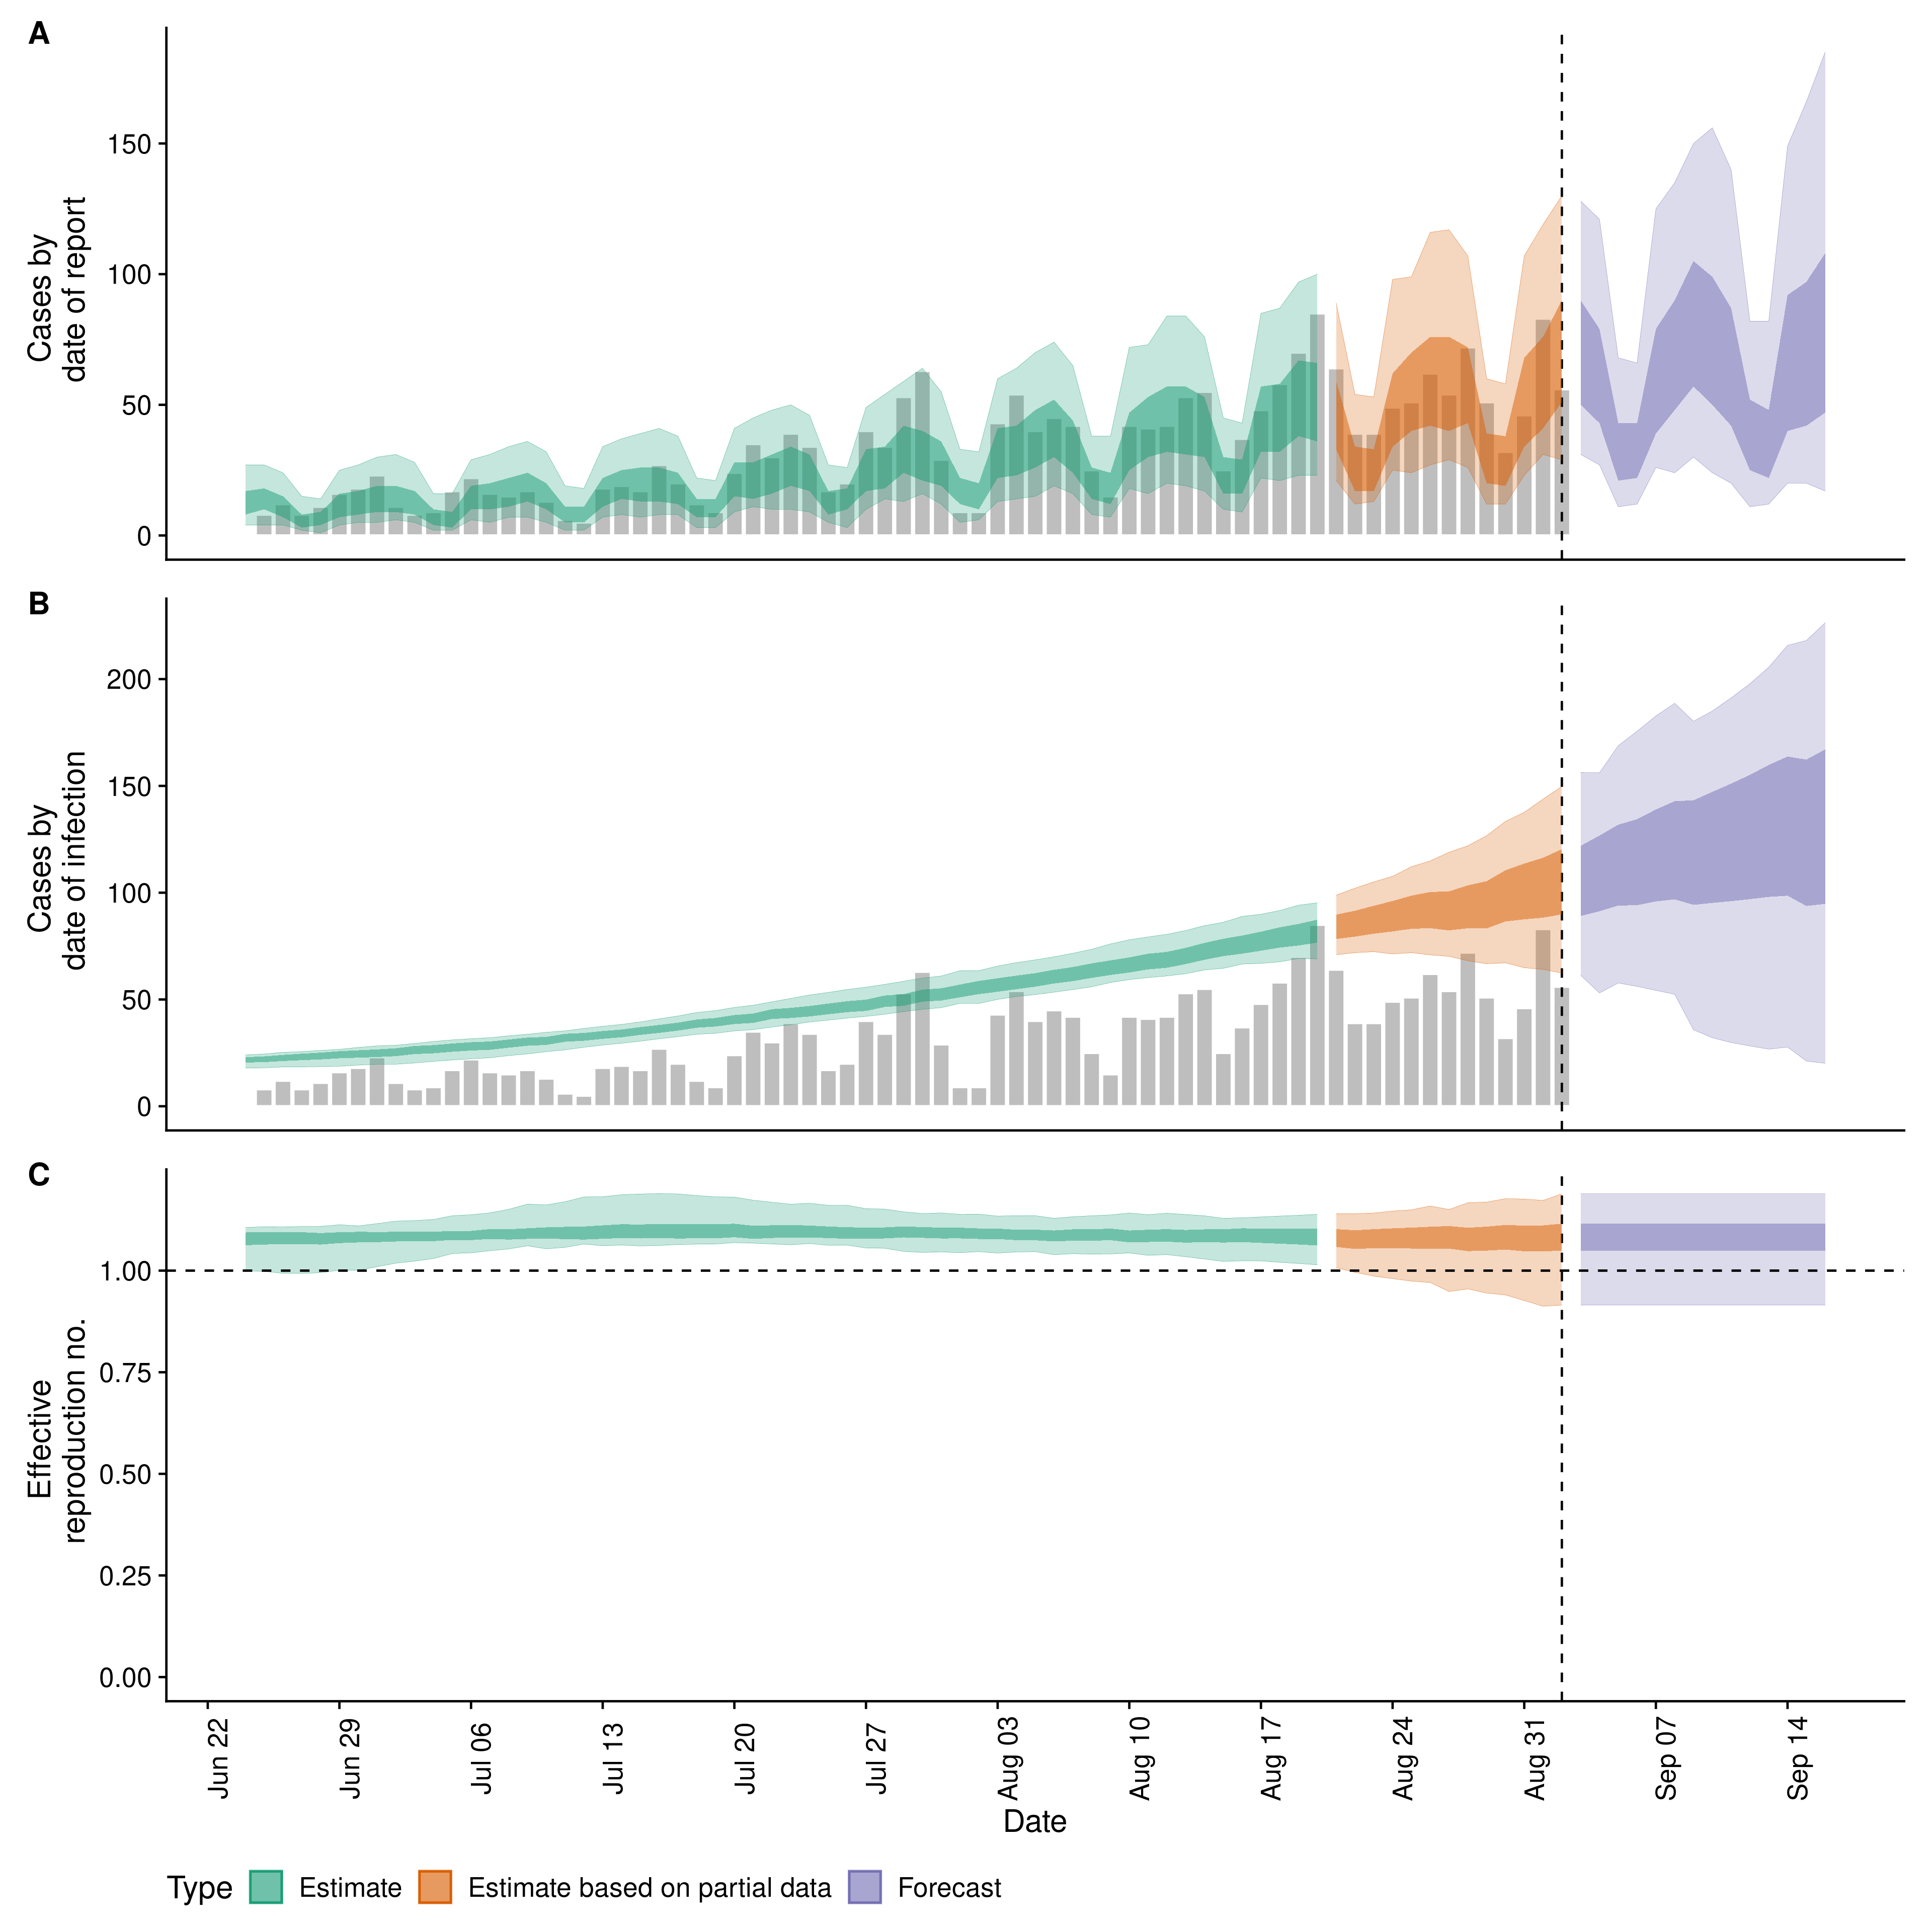 A
Cases by
date of report
150
100
50
0
B
Cases by
date of infection
200
150
100
50
0
C
Effective
reproduction no.
1.00
0.75
0.50
0.25
0.00
Jun 22
Jun 29
Jul 06
Jul 13
Jul 20
Jul 27
Aug 03
Aug 10
Aug 17
Aug 24
Aug 31
Sep 07
Sep 14
Date
Type Estimate Estimate based on partial data Forecast